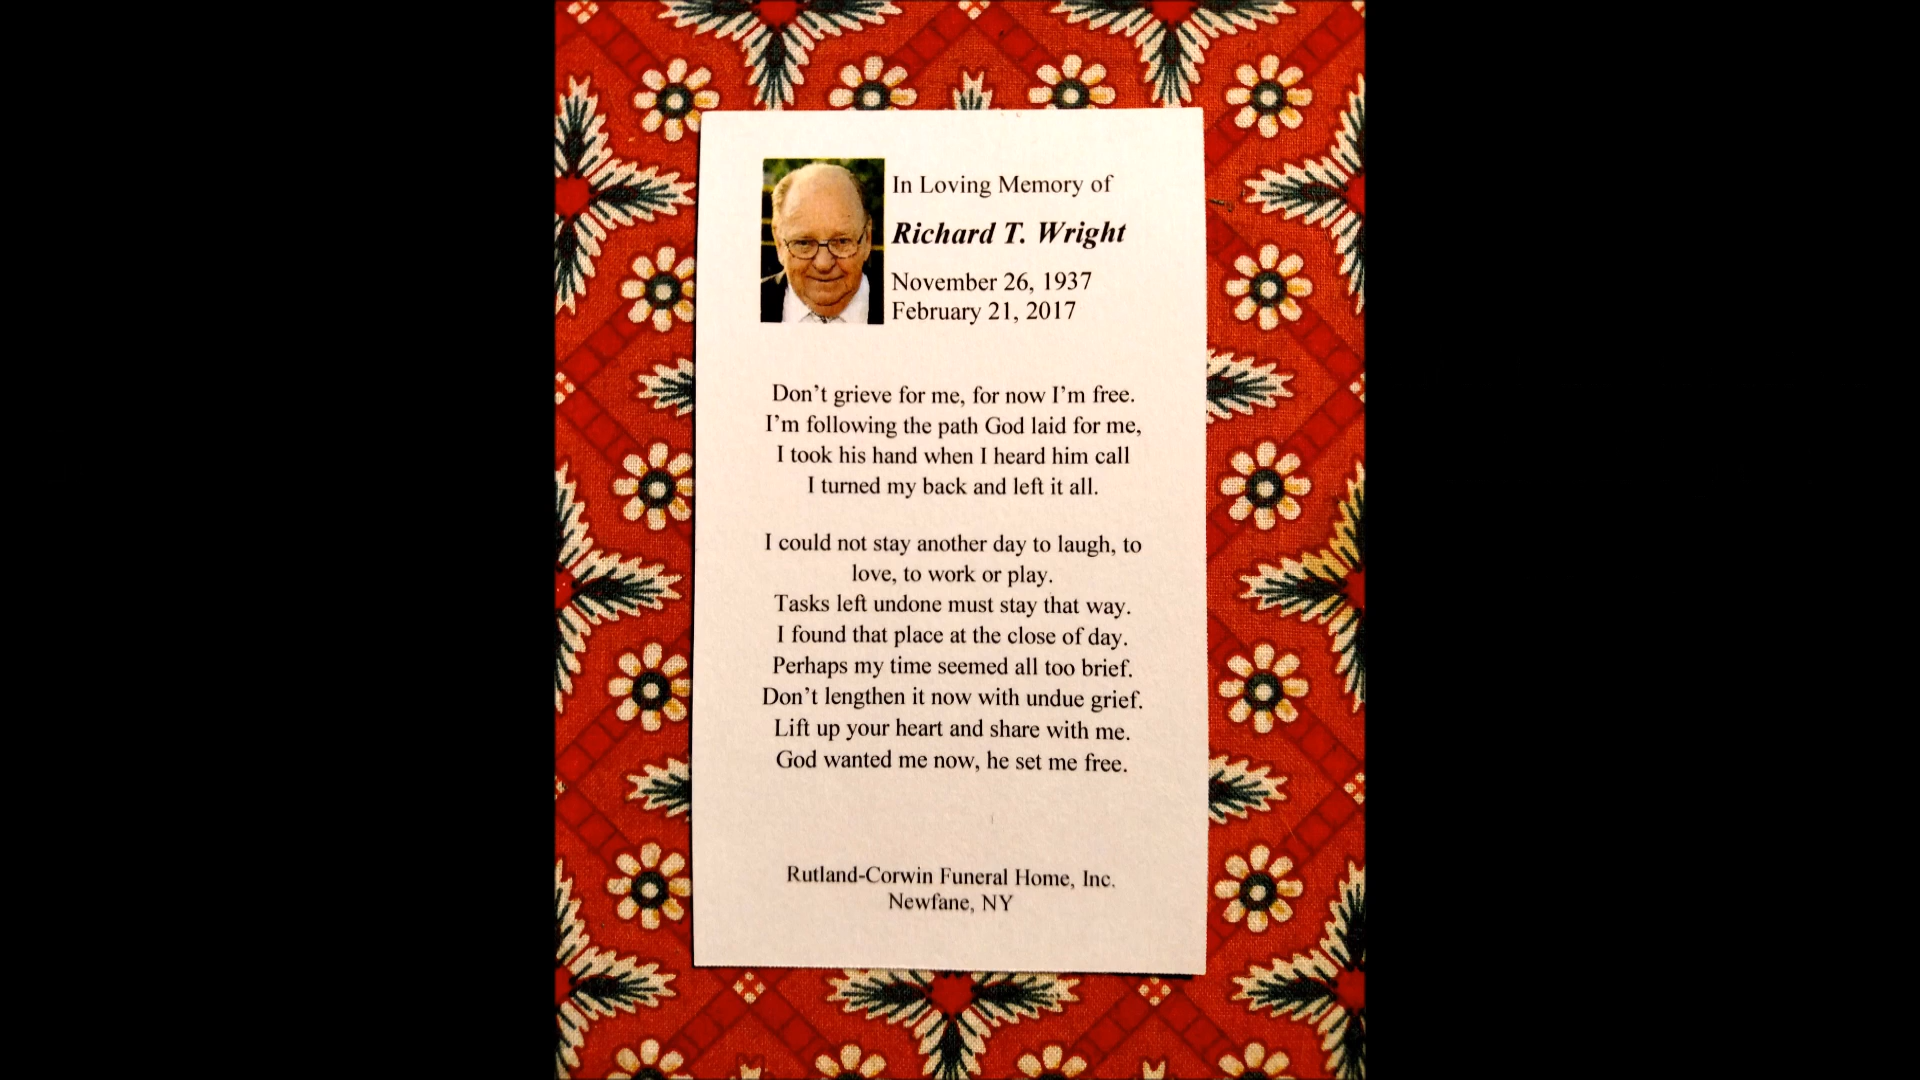 In Loving Memory of
Richard T. Wright
November 26, 1937
February 21, 2017
Don't grieve for me, for now I'm free.
I'm following the path God laid for me,
I took his hand when I heard him call
I turned my back and left it all.
I could not stay another day to laugh, to
love, to work or play.
Tasks left undone must stay that way.
I found that place at the close of day.
Perhaps my time seemed all too brief.
Don't lengthen it now with undue grief.
Lift up your heart and share with me.
God wanted me now, he set me free.
Rutland-Corwin Funeral Home, Inc.
Newfane, NY